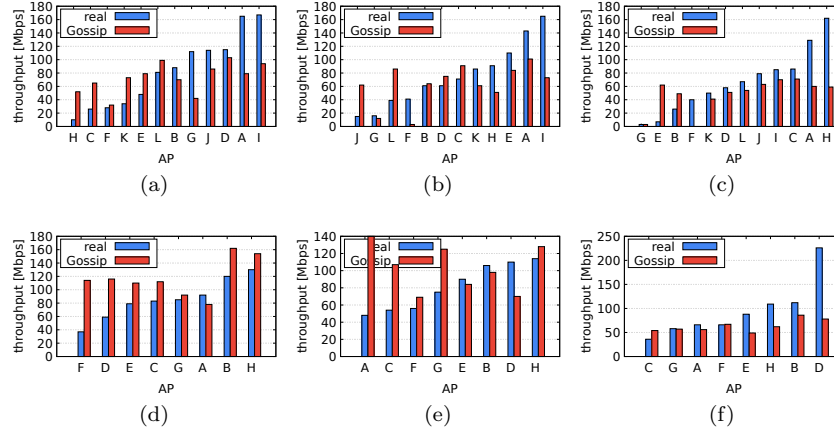 throughput [Mbps]
180
160
140
120
100
80
60
40
20
0
real
Gossip
H C F K E L B G J D A I
AP
(a)
throughput [Mbps]
180
160
140
120
100
80
60
40
20
0
real
Gossip
J G L F B D C K H E A I
AP
(b)
throughput [Mbps]
180
160
140
120
100
80
60
40
20
0
real
Gossip
G E B F K D L J I C A H
AP
(c)
throughput [Mbps]
180
160
140
120
100
80
60
40
20
0
real
Gossip
F D E C G A B H
AP
(d)
throughput [Mbps]
140
120
100
80
60
40
20
0
real
Gossip
A C F G E B D H
AP
(e)
throughput [Mbps]
250
200
150
100
50
0
real
Gossip
C G A F E H B D
AP
(f)